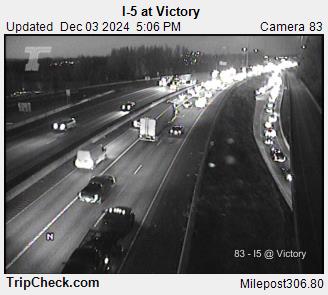 I-5 at Victory
Updated Dec 03 2024 5:06 PM Camera 83
T
N
83 - I5 @ Victory
TripCheck.com Milepost306.80